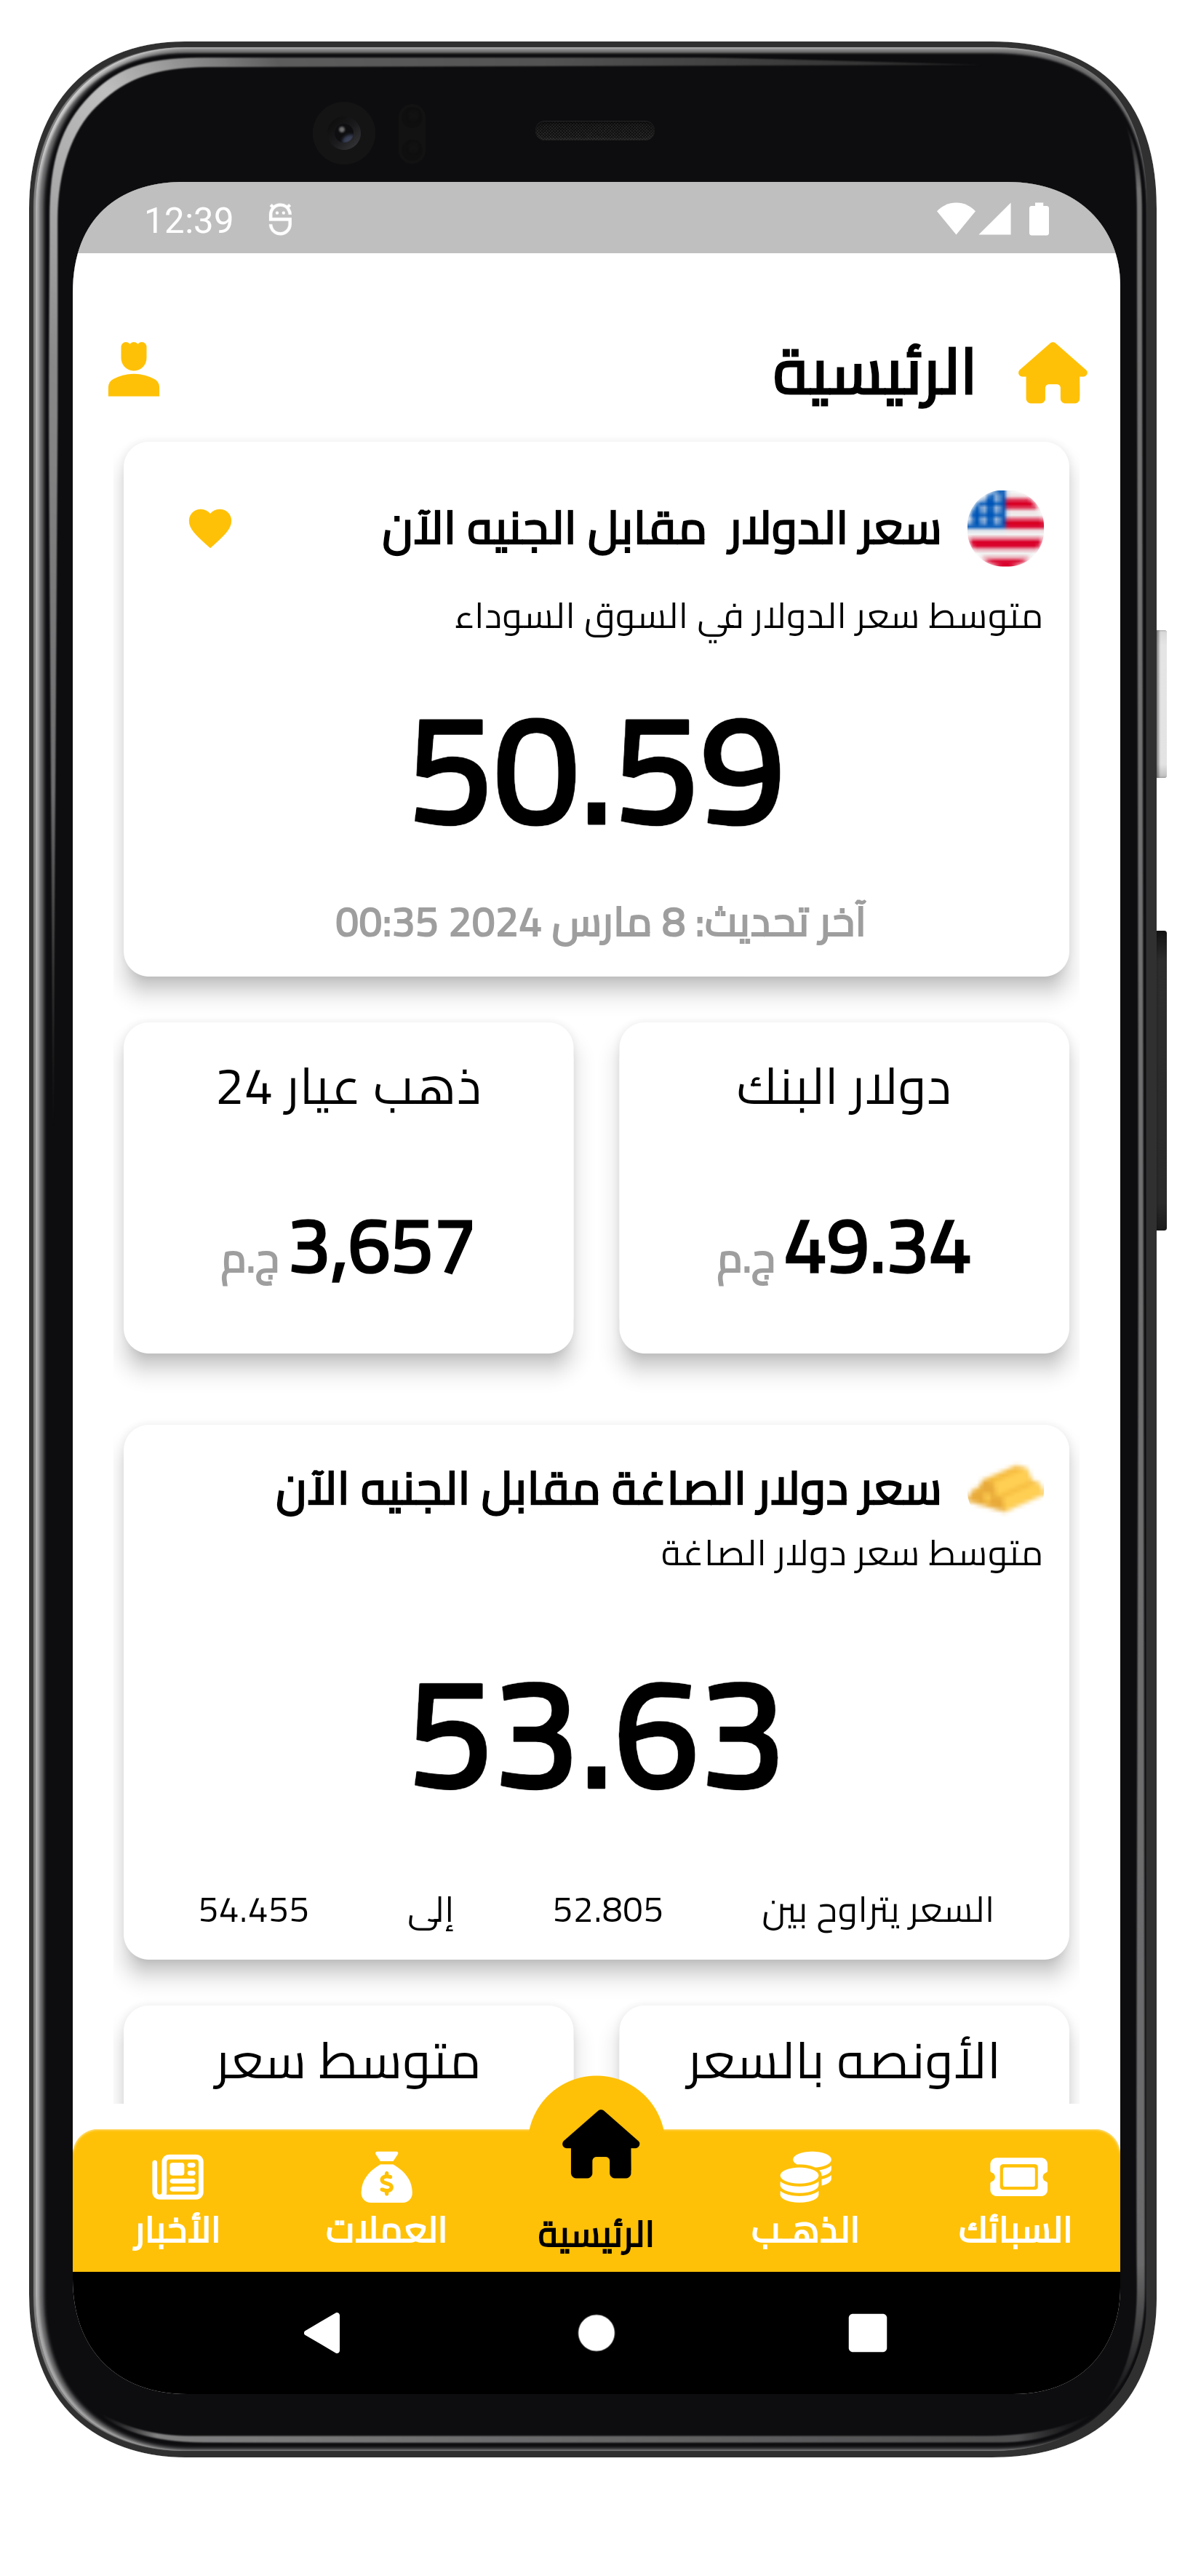 12:39
الرئيسية
سعر الدولار مقابل الجنيه الآن
متوسط سعر الدولار في السوق السوداء
50.59
آخر تحديث: 8 مارس 2024 00:35
دولار البنك
49.34 ج.م
ذهب عيار 24
3,657 ج.م
سعر دولار الصاغة مقابل الجنيه الآن
متوسط سعر دولار الصاغة
53.63
السعر يتراوح بين 52.805 إلى 54.455
الأونصه بالسعر
متوسط سعر
السبائك
الذهب
الرئيسية
العملات
الأخبار